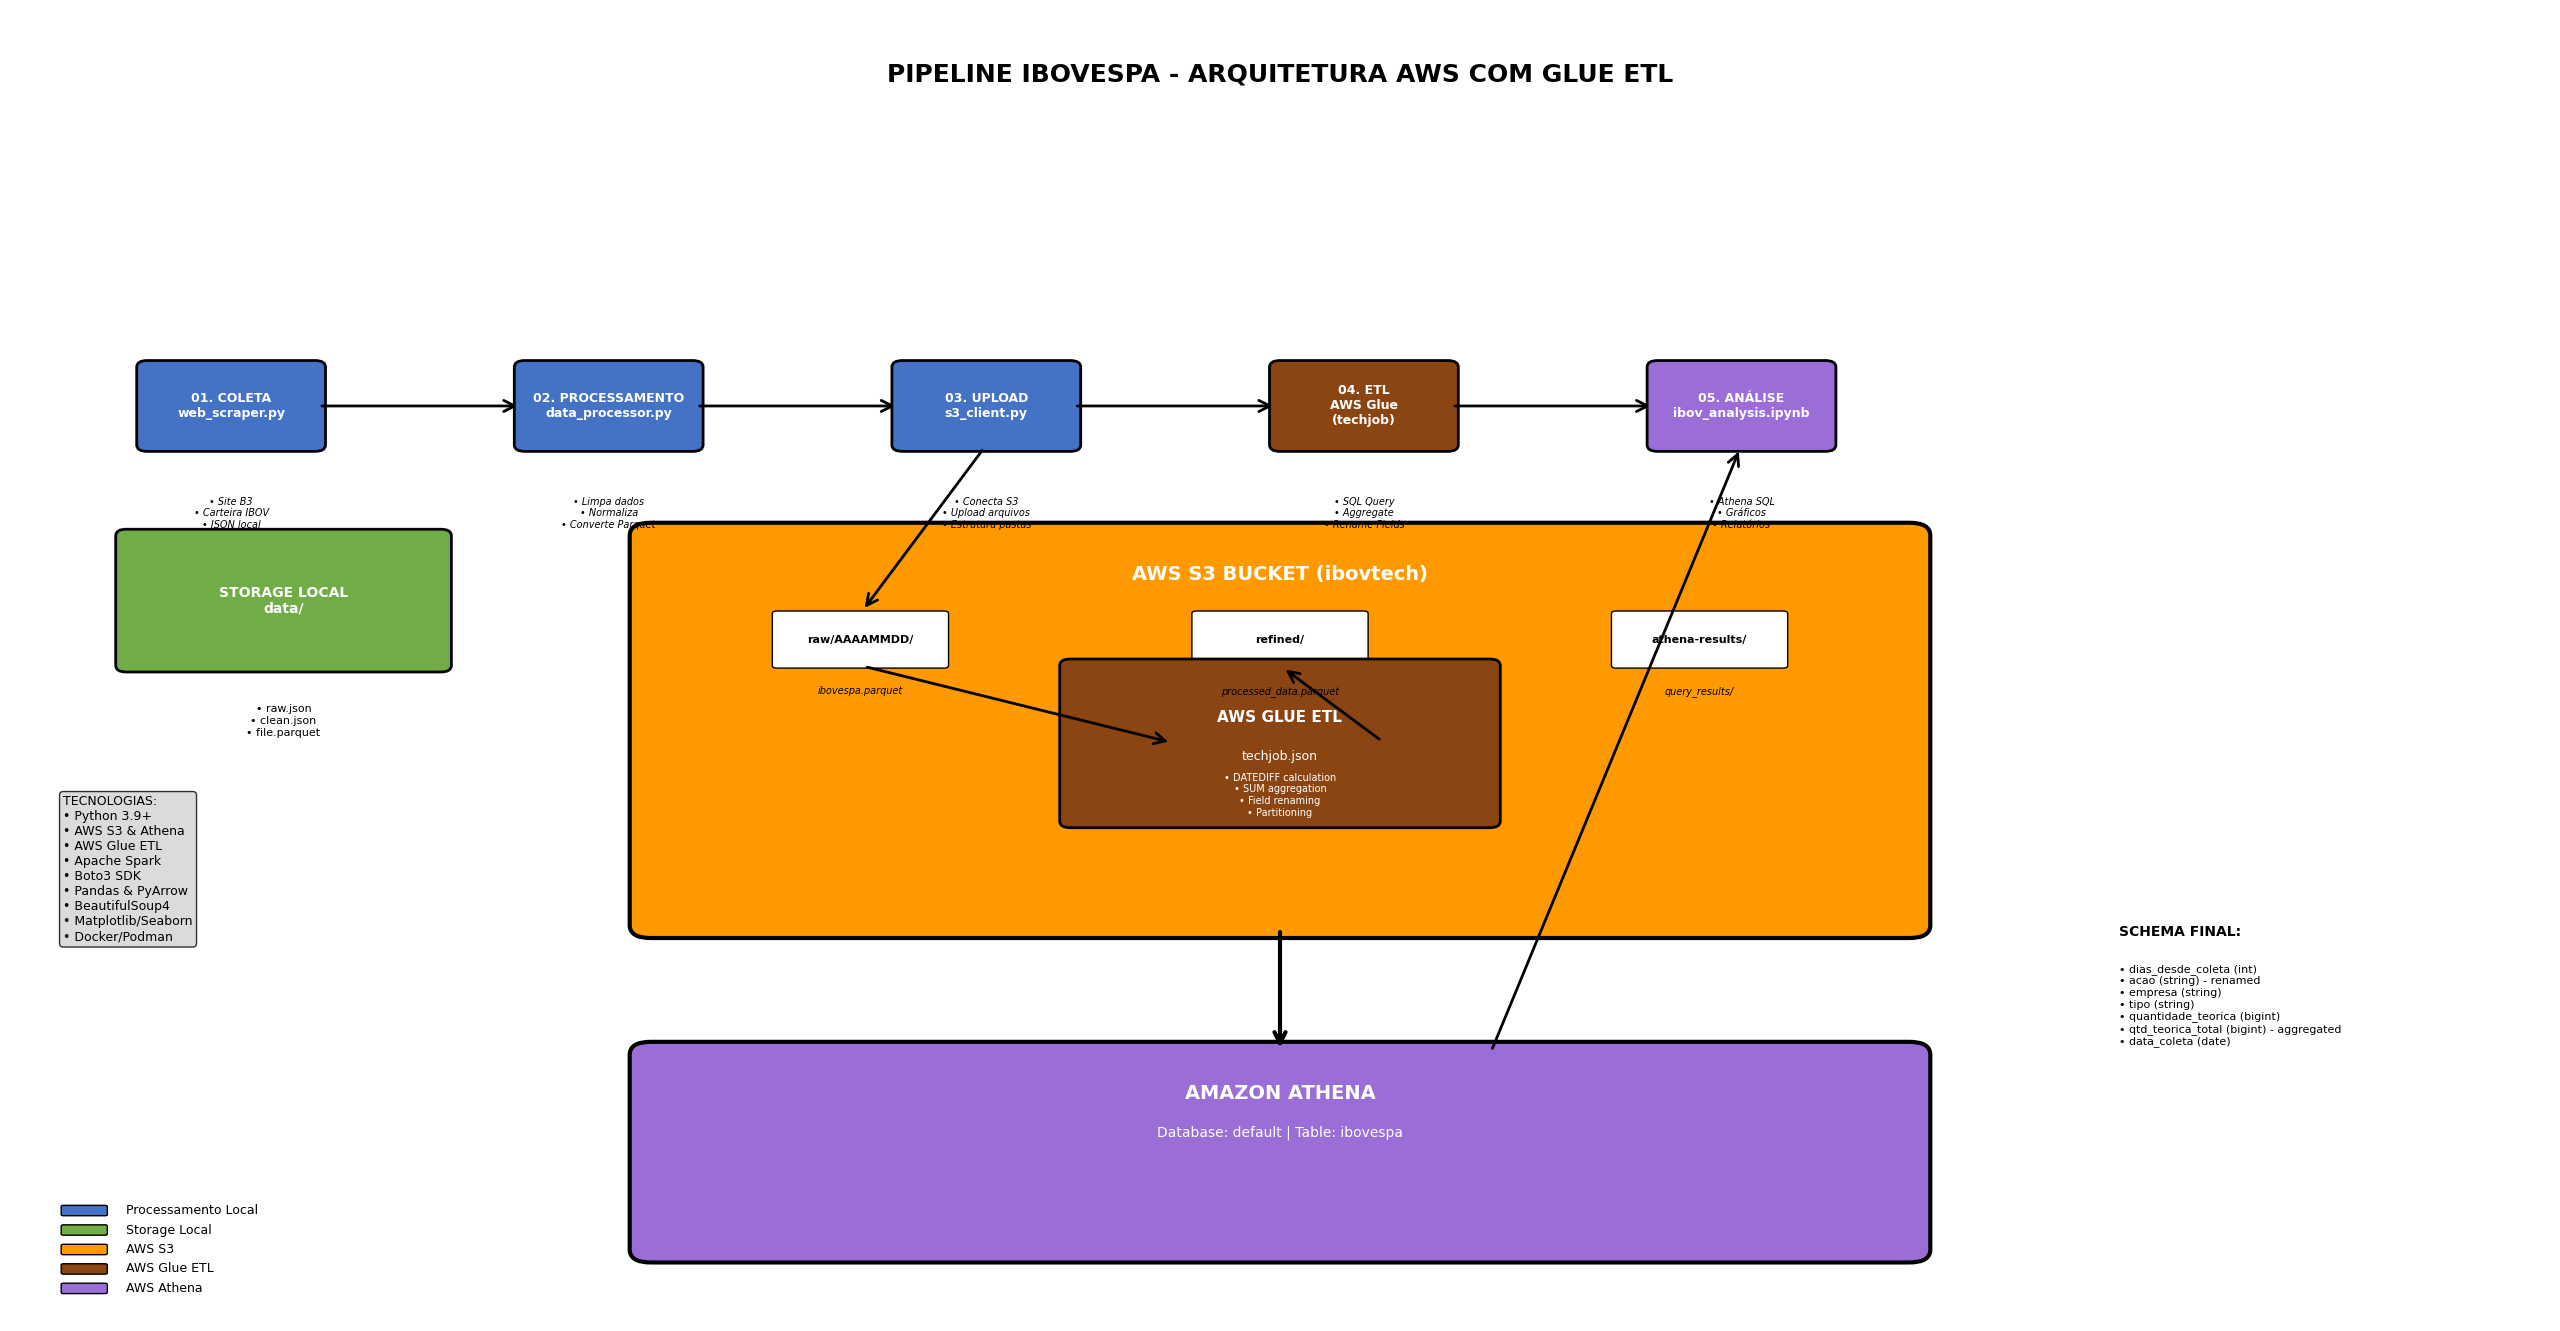 PIPELINE IBOVESPA - ARQUITETURA AWS COM GLUE ETL
01. COLETA
web_scraper.py
02. PROCESSAMENTO
data_processor.py
03. UPLOAD
s3_client.py
04. ETL
AWS Glue
(techjob)
05. ANÁLISE
ibov_analysis.ipynb
• Site B3
• Carteira IBOV
• JSON local
• Limpa dados
• Normaliza
• Converte Parquet
• Conecta S3
• Upload arquivos
• Estrutura pastas
• SQL Query
• Aggregate
• Rename Fields
• Athena SQL
• Gráficos
• Relatórios
STORAGE LOCAL
data/
• raw.json
• clean.json
• file.parquet
AWS S3 BUCKET (ibovtech)
raw/AAAAMMDD/
refined/
athena-results/
ibovespa.parquet
processed_data.parquet
query_results/
AWS GLUE ETL
techjob.json
• DATEDIFF calculation
• SUM aggregation
• Field renaming
• Partitioning
TECNOLOGIAS:
• Python 3.9+
• AWS S3 & Athena
• AWS Glue ETL
• Apache Spark
• Boto3 SDK
• Pandas & PyArrow
• BeautifulSoup4
• Matplotlib/Seaborn
• Docker/Podman
SCHEMA FINAL:
• dias_desde_coleta (int)
• acao (string) - renamed
• empresa (string)
• tipo (string)
• quantidade_teorica (bigint)
• qtd_teorica_total (bigint) - aggregated
• data_coleta (date)
AMAZON ATHENA
Database: default | Table: ibovespa
Processamento Local
Storage Local
AWS S3
AWS Glue ETL
AWS Athena